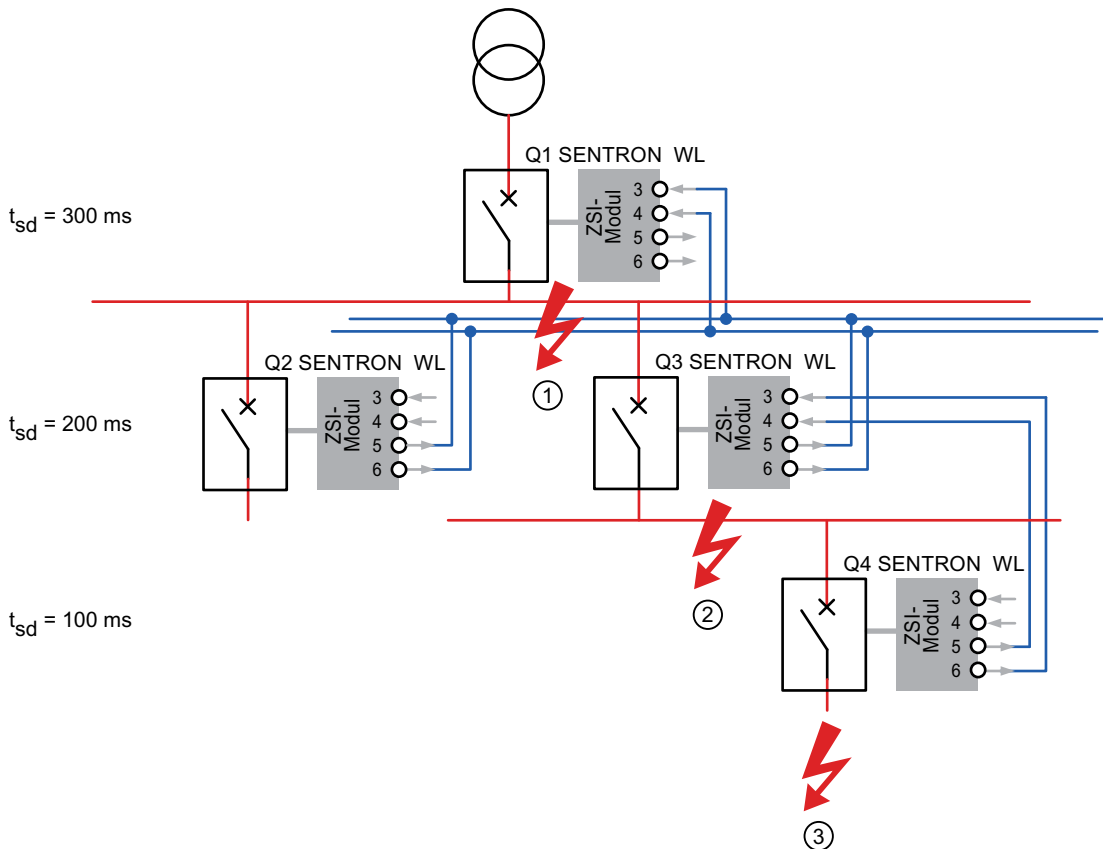 Q1 SENTRON WL
t_sd = 300 ms
ZSI-
Modul
3
4
5
6
Q2 SENTRON WL
Q3 SENTRON WL
1
t_sd = 200 ms
ZSI-
Modul
3
4
5
6
ZSI-
Modul
3
4
5
6
2
Q4 SENTRON WL
t_sd = 100 ms
ZSI-
Modul
3
4
5
6
3